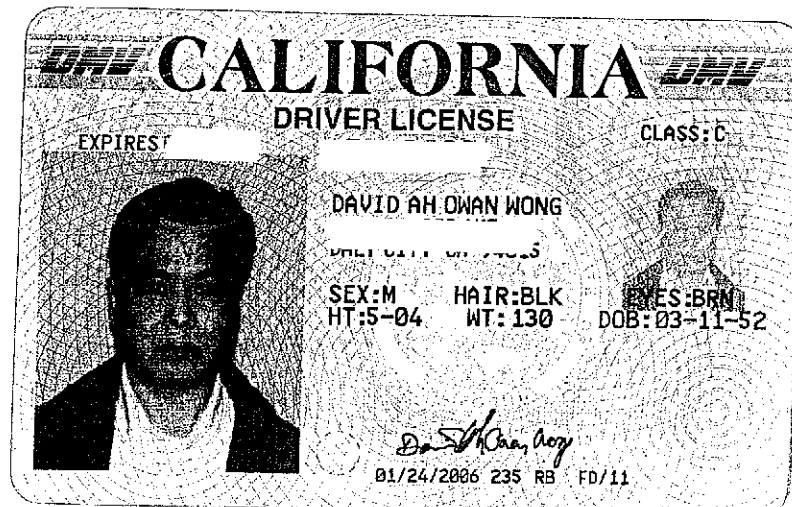 DMV CALIFORNIA DMV
DRIVER LICENSE
EXPIRES
CLASS:C
DAVID AH OWAN WONG
SEX:M HAIR:BLK EYES:BRN
HT:5-04 WT:130 DOB:03-11-52
01/24/2006 235 RB FD/11